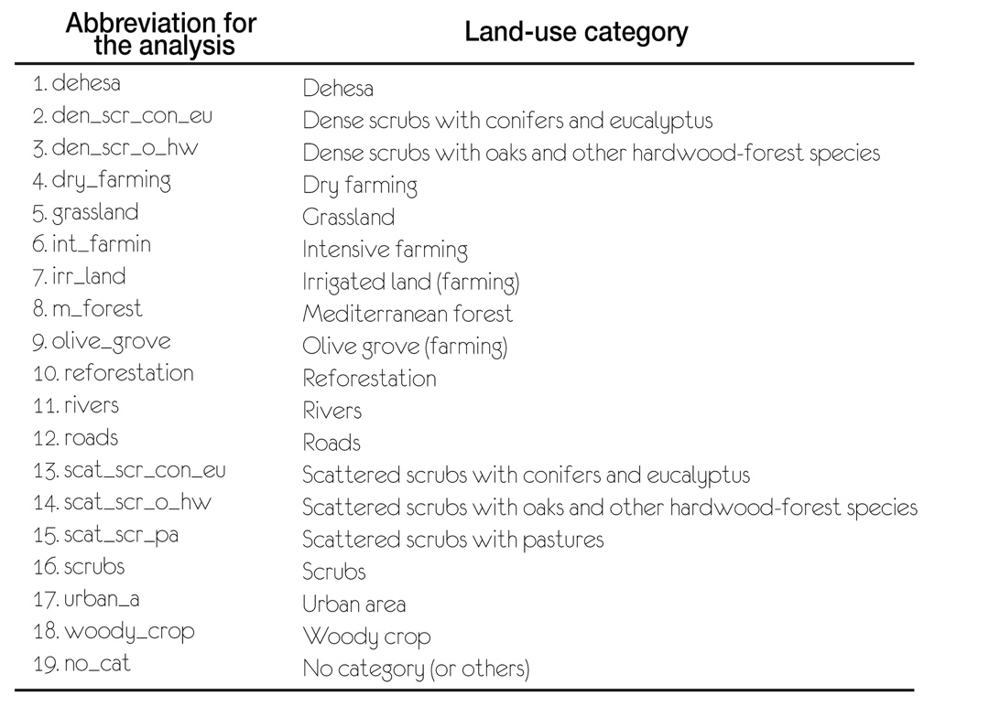 Abbreviation for
the analysis
Land-use category
1. dehesa Dehesa
2. den_scr_con_eu Dense scrubs with conifers and eucalyptus
3. den_scr_o_hw Dense scrubs with oaks and other hardwood-forest species
4. dry_farming Dry farming
5. grassland Grassland
6. int_farmin Intensive farming
7. irr_land Irrigated land (farming)
8. m_forest Mediterranean forest
9. olive_grove Olive grove (farming)
10. reforestation Reforestation
11. rivers Rivers
12. roads Roads
13. scat_scr_con_eu Scattered scrubs with conifers and eucalyptus
14. scat_scr_o_hw Scattered scrubs with oaks and other hardwood-forest species
15. scat_scr_pa Scattered scrubs with pastures
16. scrubs Scrubs
17. urban_a Urban area
18. woody_crop Woody crop
19. no_cat No category (or others)